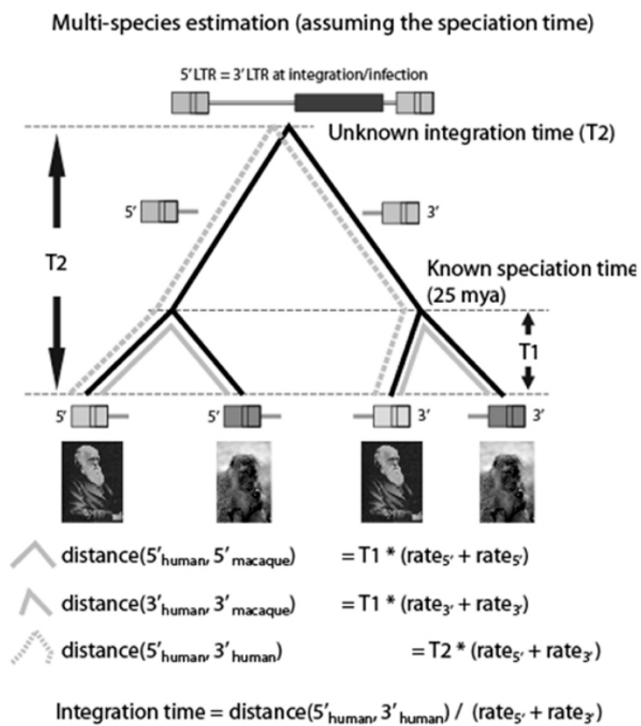 Multi-species estimation (assuming the speciation time)
5′LTR = 3′LTR at integration/infection
Unknown integration time (T2)
5′
3′
T2
Known speciation time
(25 mya)
T1
5′
5′
3′
3′
distance(5′human, 5′macaque) = T1 * (rate5′ + rate5′)
distance(3′human, 3′macaque) = T1 * (rate3′ + rate3′)
distance(5′human, 3′human) = T2 * (rate5′ + rate3′)
Integration time = distance(5′human, 3′human) / (rate5′ + rate3′)